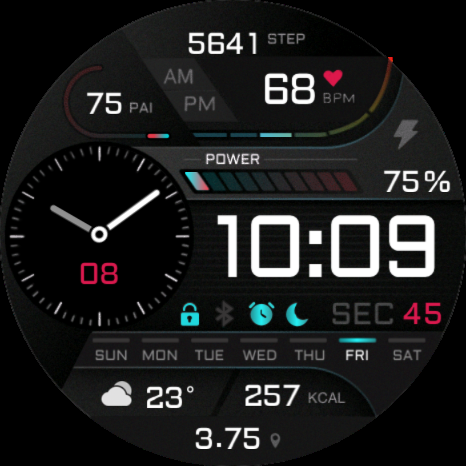 5641 STEP
AM
PM
75 PAI
68 BPM
POWER
75%
10:09
08
SEC 45
SUN MON TUE WED THU FRI SAT
23° 257 KCAL
3.75